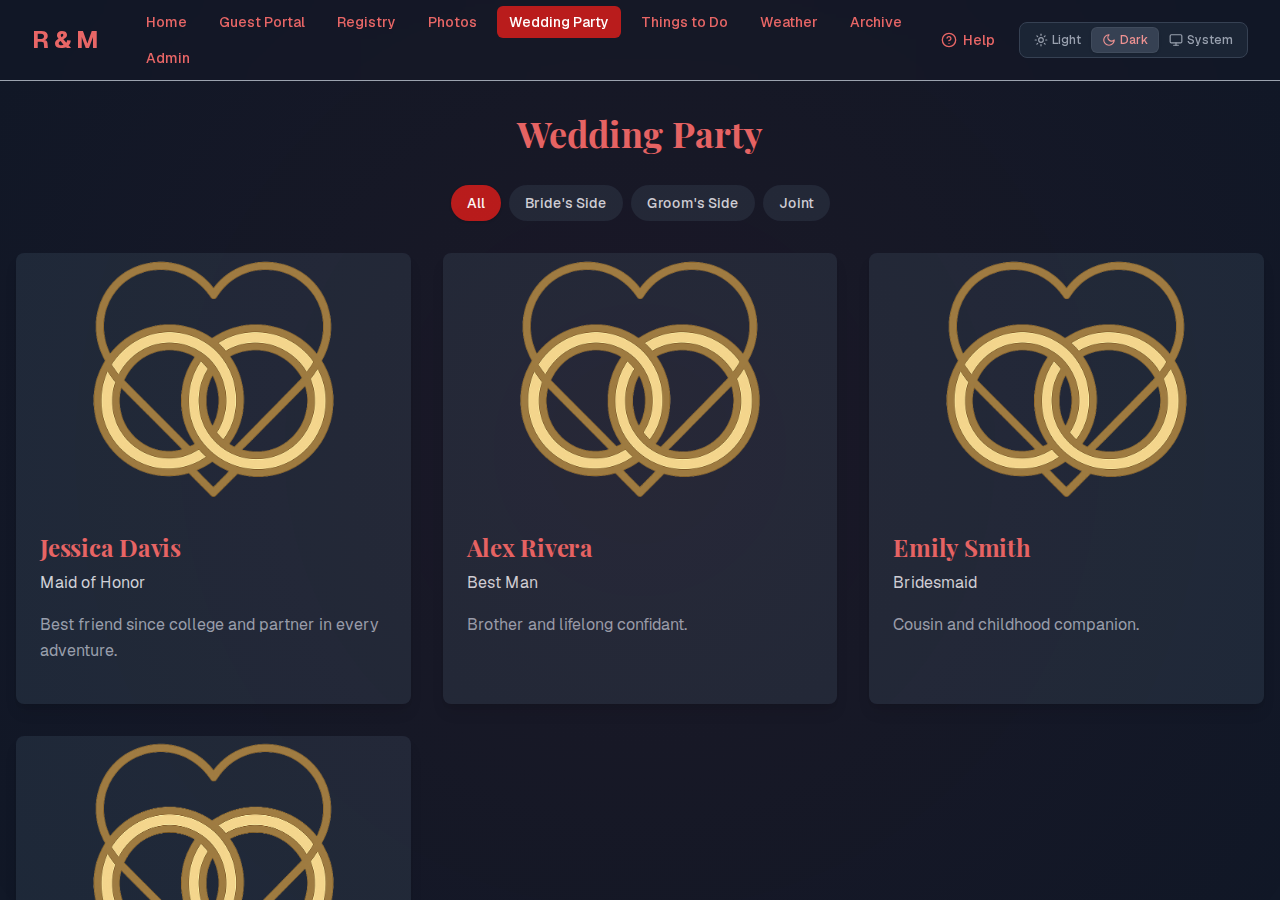 R & M
Home Guest Portal Registry Photos Wedding Party Things to Do Weather Archive
Admin
Help
Light Dark System
Wedding Party
All Bride's Side Groom's Side Joint
Jessica Davis
Maid of Honor
Best friend since college and partner in every
adventure.
Alex Rivera
Best Man
Brother and lifelong confidant.
Emily Smith
Bridesmaid
Cousin and childhood companion.